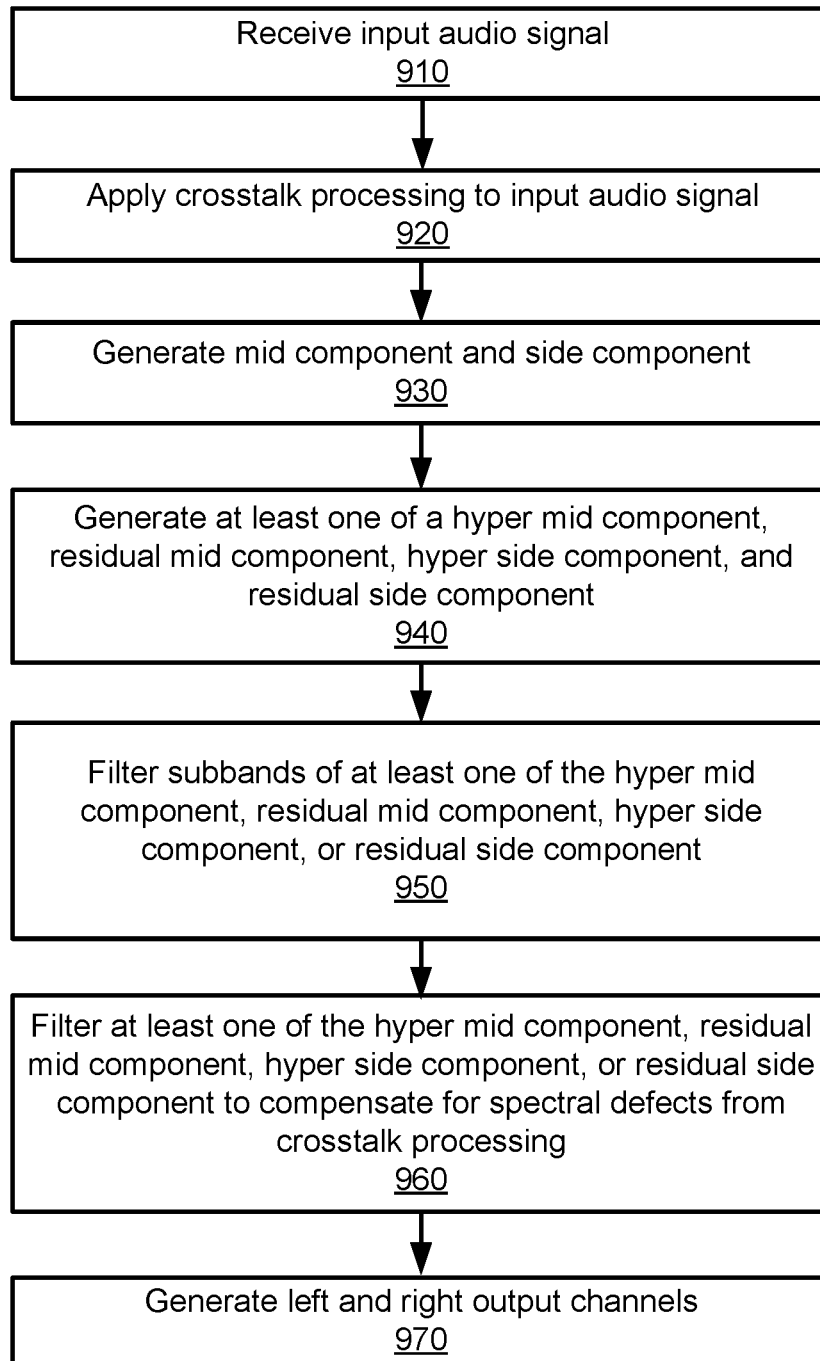 Receive input audio signal
910
Apply crosstalk processing to input audio signal
920
Generate mid component and side component
930
Generate at least one of a hyper mid component,
residual mid component, hyper side component, and
residual side component
940
Filter subbands of at least one of the hyper mid
component, residual mid component, hyper side
component, or residual side component
950
Filter at least one of the hyper mid component, residual
mid component, hyper side component, or residual side
component to compensate for spectral defects from
crosstalk processing
960
Generate left and right output channels
970